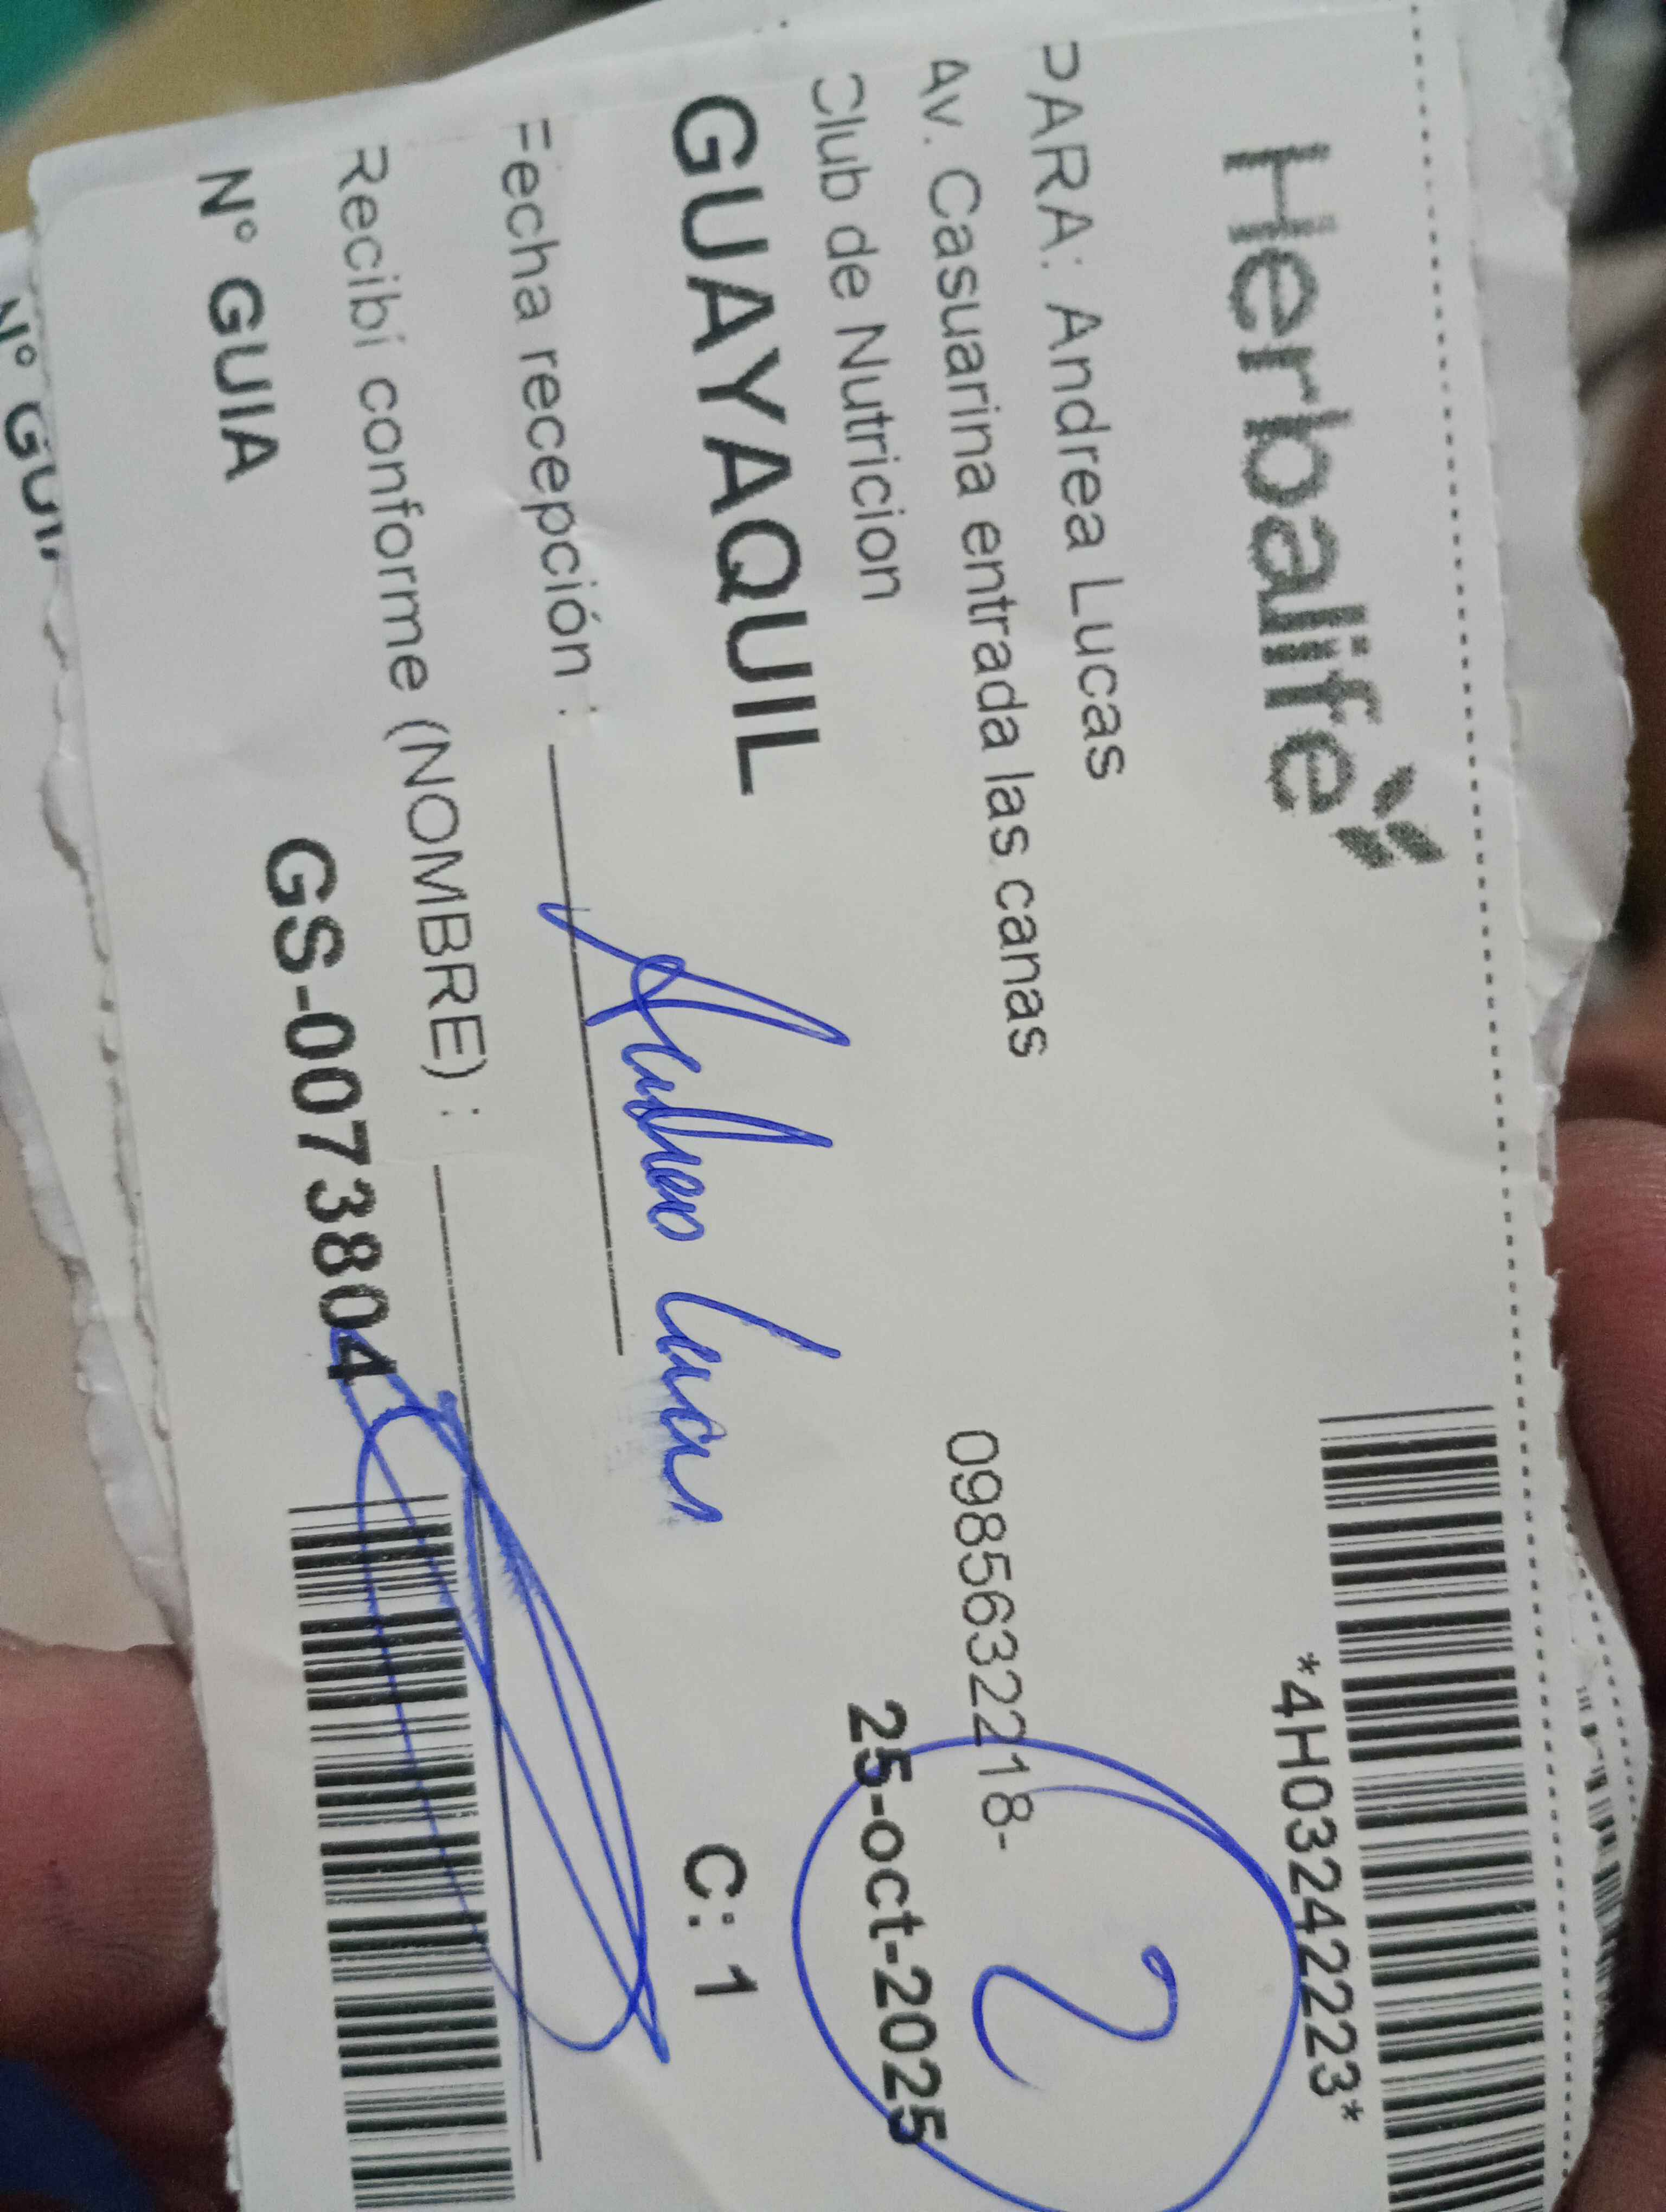 Herbalife
*4H03242223*
PARA: Andrea Lucas
Av. Casuarina entrada las canas
0985632218-
2
Club de Nutricion
25-oct-2025
GUAYAQUIL
C: 1
Andrea Lucas
Fecha recepción :
Recibi conforme (NOMBRE) :
N° GUIA
GS-0073804
N° GUIA